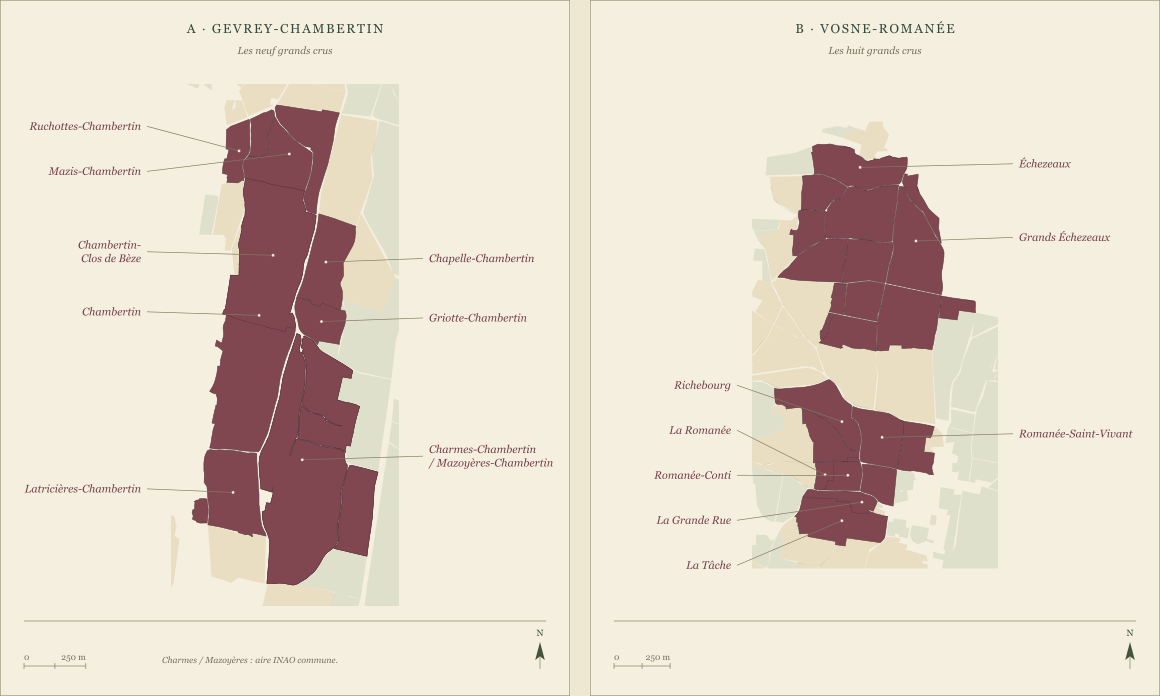 A · GEVREY-CHAMBERTIN
Les neuf grands crus
Ruchottes-Chambertin
Mazis-Chambertin
Chambertin-
Clos de Bèze
Chambertin
Latricières-Chambertin
Chapelle-Chambertin
Griotte-Chambertin
Charmes-Chambertin
/ Mazoyères-Chambertin
0 250 m
Charmes / Mazoyères : aire INAO commune.
N
B · VOSNE-ROMANÉE
Les huit grands crus
Échezeaux
Grands Échezeaux
Richebourg
La Romanée
Romanée-Conti
La Grande Rue
La Tâche
Romanée-Saint-Vivant
0 250 m
N